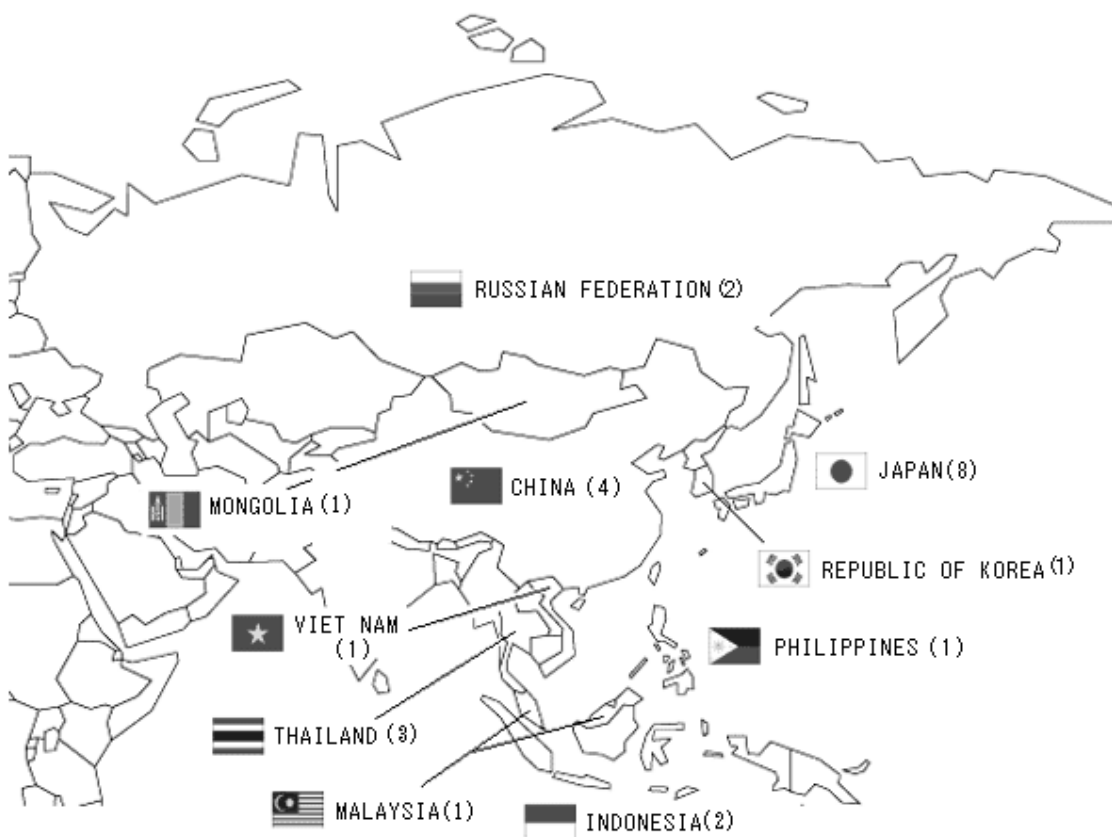 RUSSIAN FEDERATION(2)
JAPAN(8)
CHINA(4)
MONGOLIA(1)
REPUBLIC OF KOREA(1)
VIET NAM
(1)
PHILIPPINES(1)
THAILAND(3)
MALAYSIA(1)
INDONESIA(2)